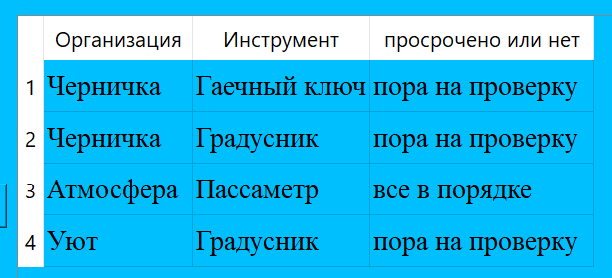 Организация Инструмент просрочено или нет
1 Черничка Гаечный ключ пора на проверку
2 Черничка Градусник пора на проверку
3 Атмосфера Пассаметр все в порядке
4 Уют Градусник пора на проверку